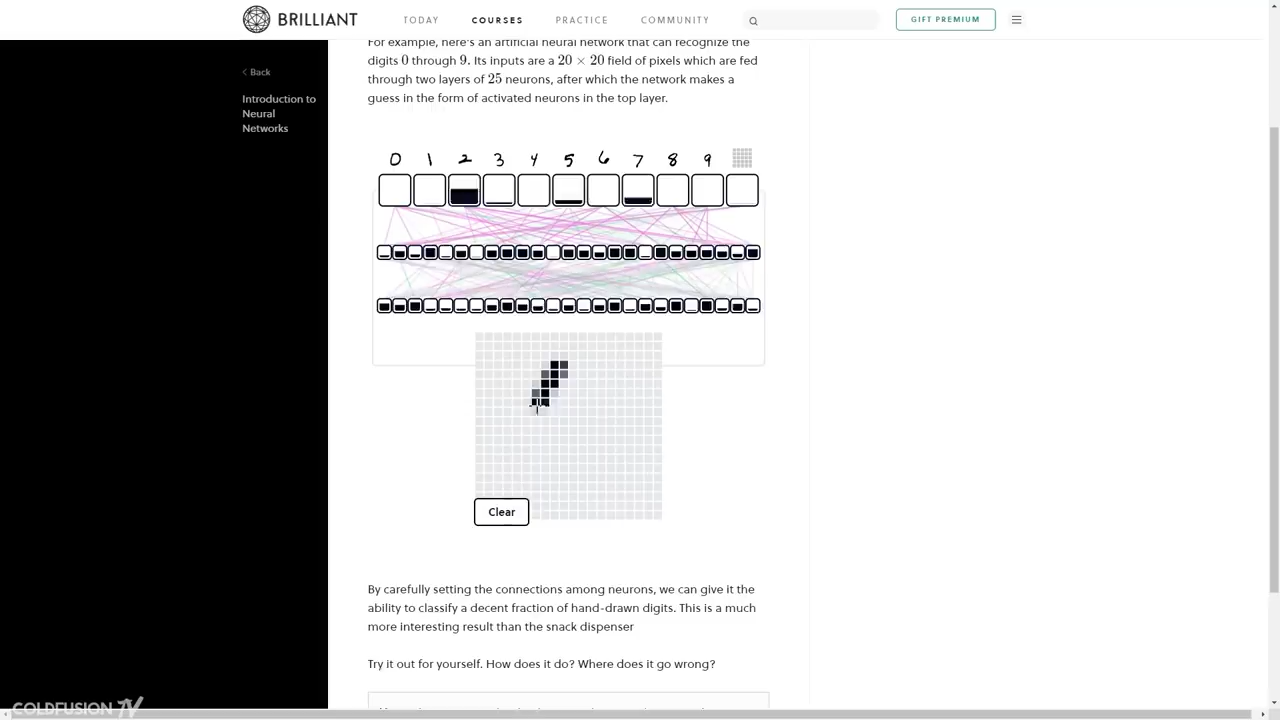 BRILLIANT
TODAY COURSES PRACTICE COMMUNITY GIFT PREMIUM
Back
Introduction to
Neural
Networks
For example, here's an artificial neural network that can recognize the
digits 0 through 9. Its inputs are a 20 × 20 field of pixels which are fed
through two layers of 25 neurons, after which the network makes a
guess in the form of activated neurons in the top layer.
0 1 2 3 4 5 6 7 8 9
Clear
By carefully setting the connections among neurons, we can give it the
ability to classify a decent fraction of hand-drawn digits. This is a much
more interesting result than the snack dispenser
Try it out for yourself. How does it do? Where does it go wrong?
COLDFUSION TV